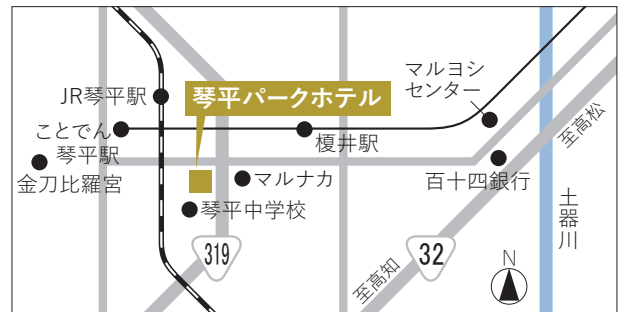 マルヨシ
センター
JR琴平駅
琴平パークホテル
ことでん
琴平駅
榎井駅
至高松
金刀比羅宮
マルナカ
百十四銀行
琴平中学校
土器川
319
32
至高知
N